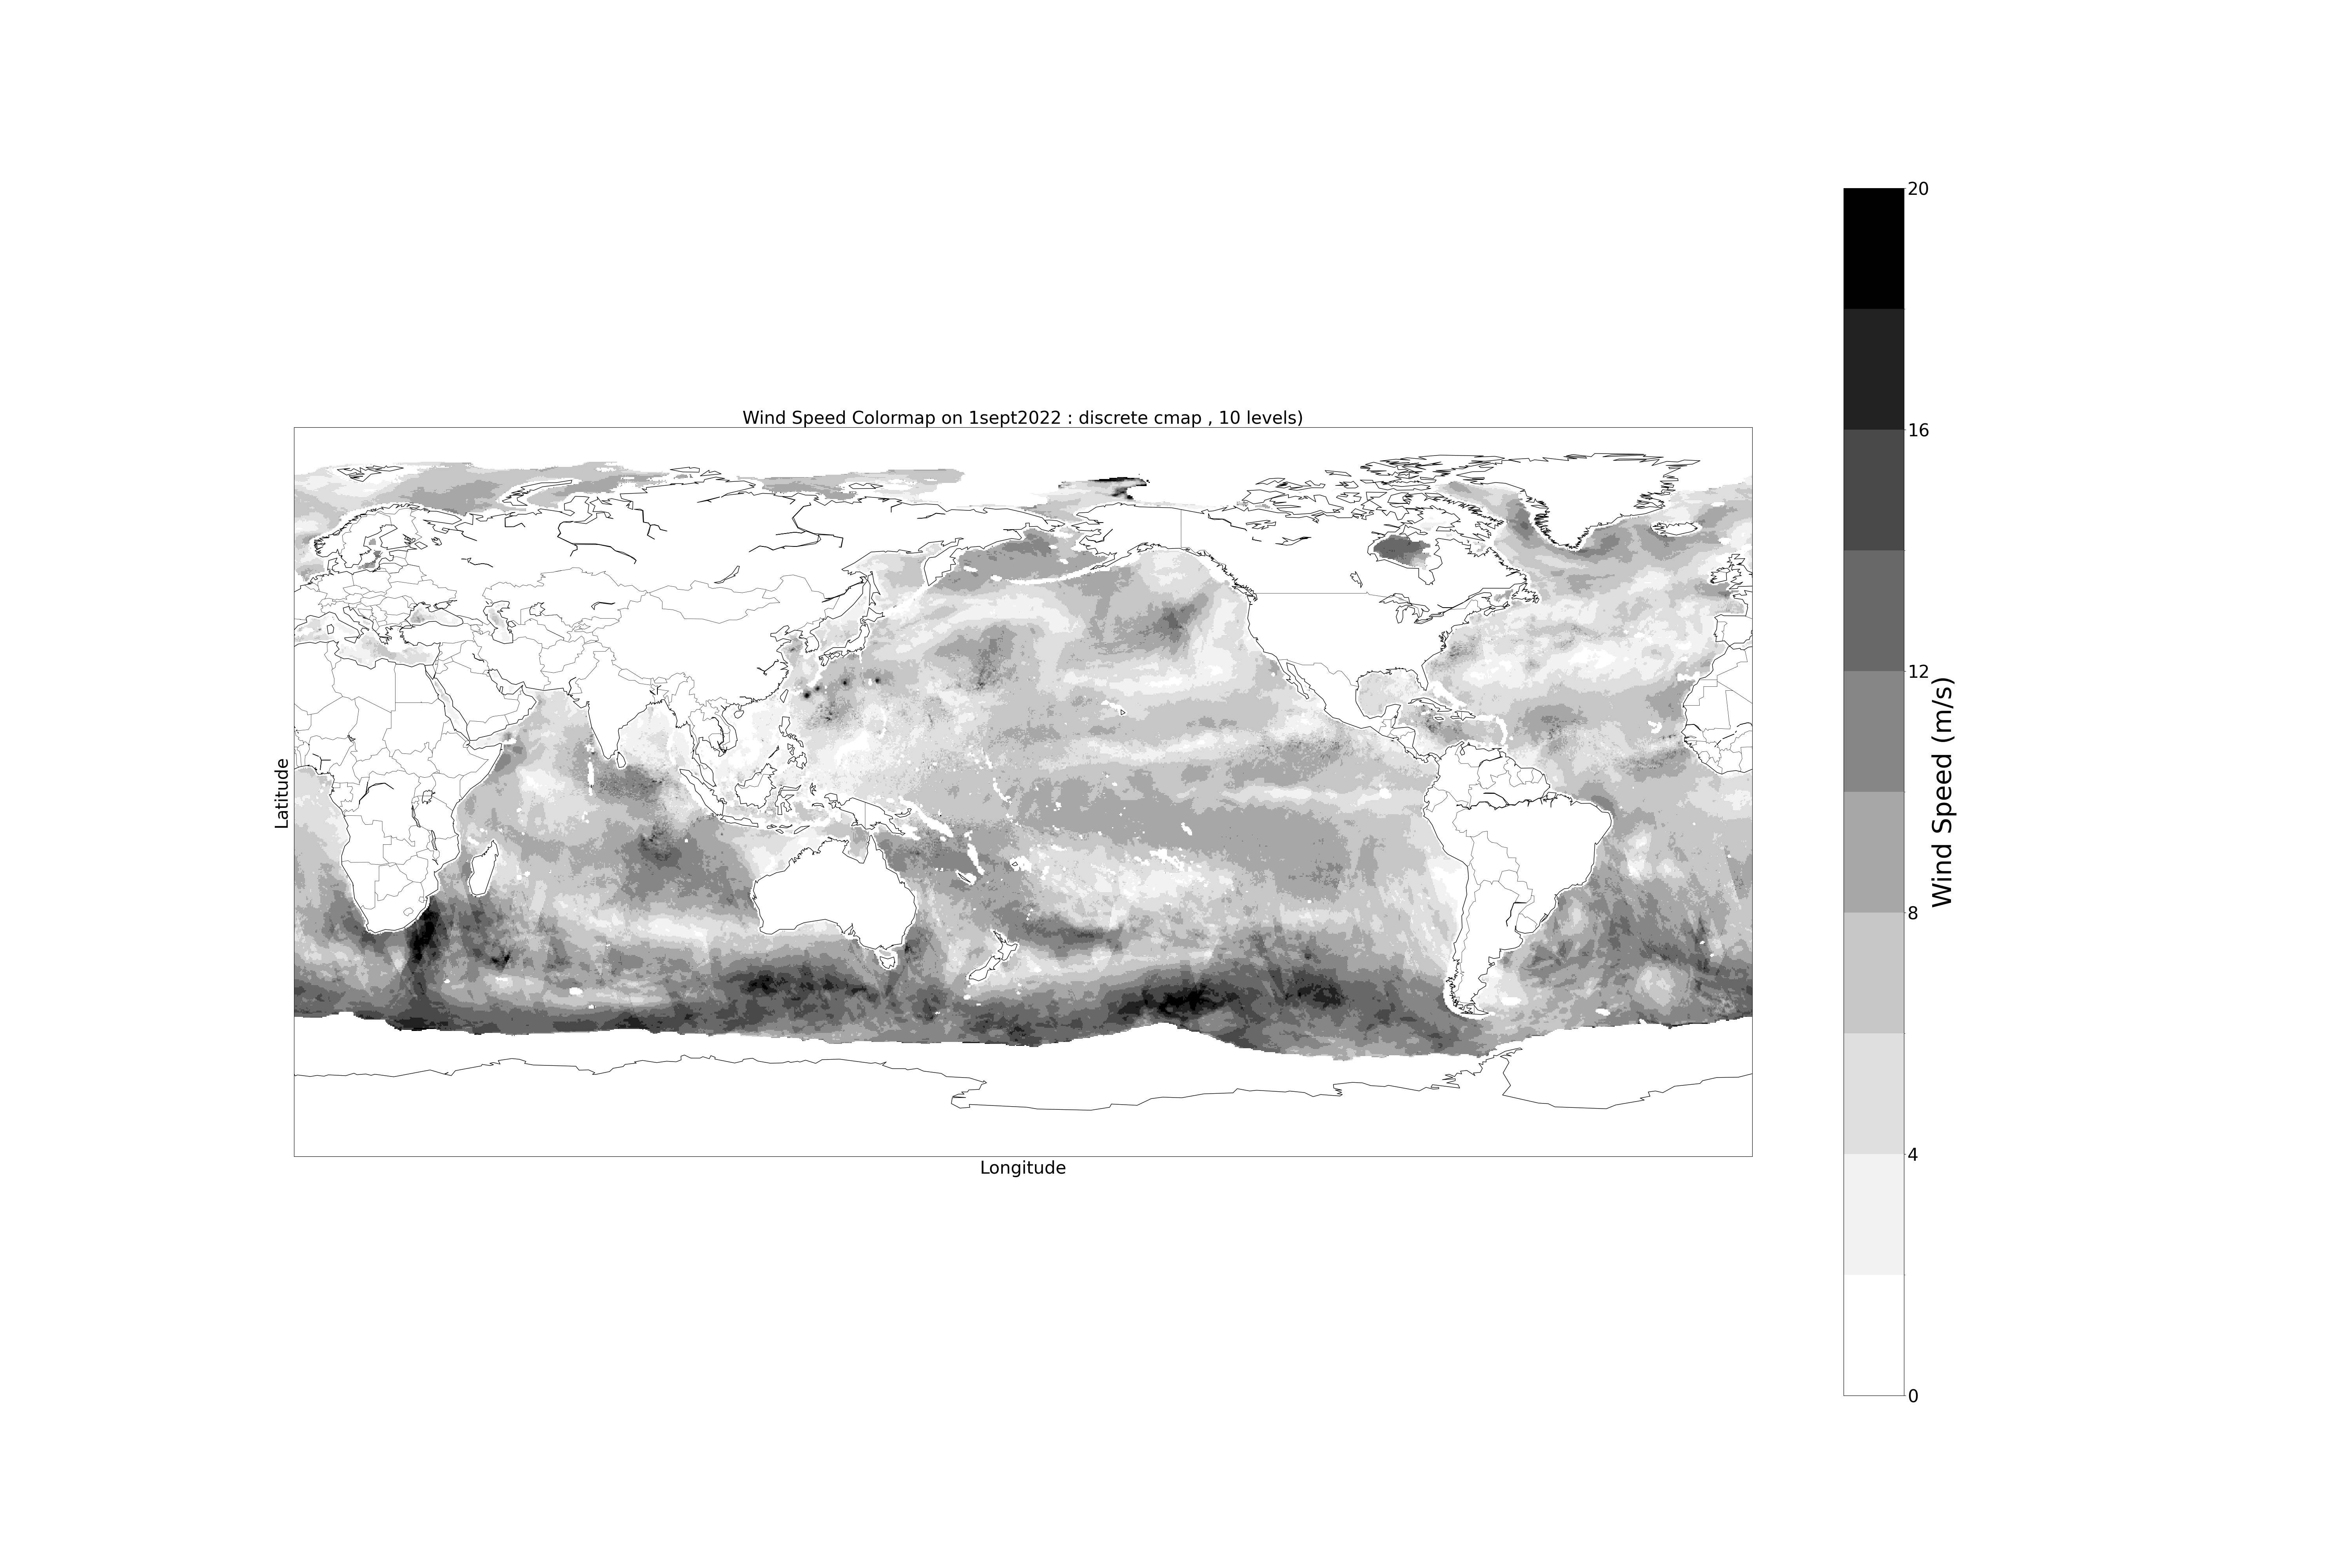 Wind Speed Colormap on 1sept2022 : discrete cmap , 10 levels)
Latitude
Longitude
20
16
12
8
4
0
Wind Speed (m/s)